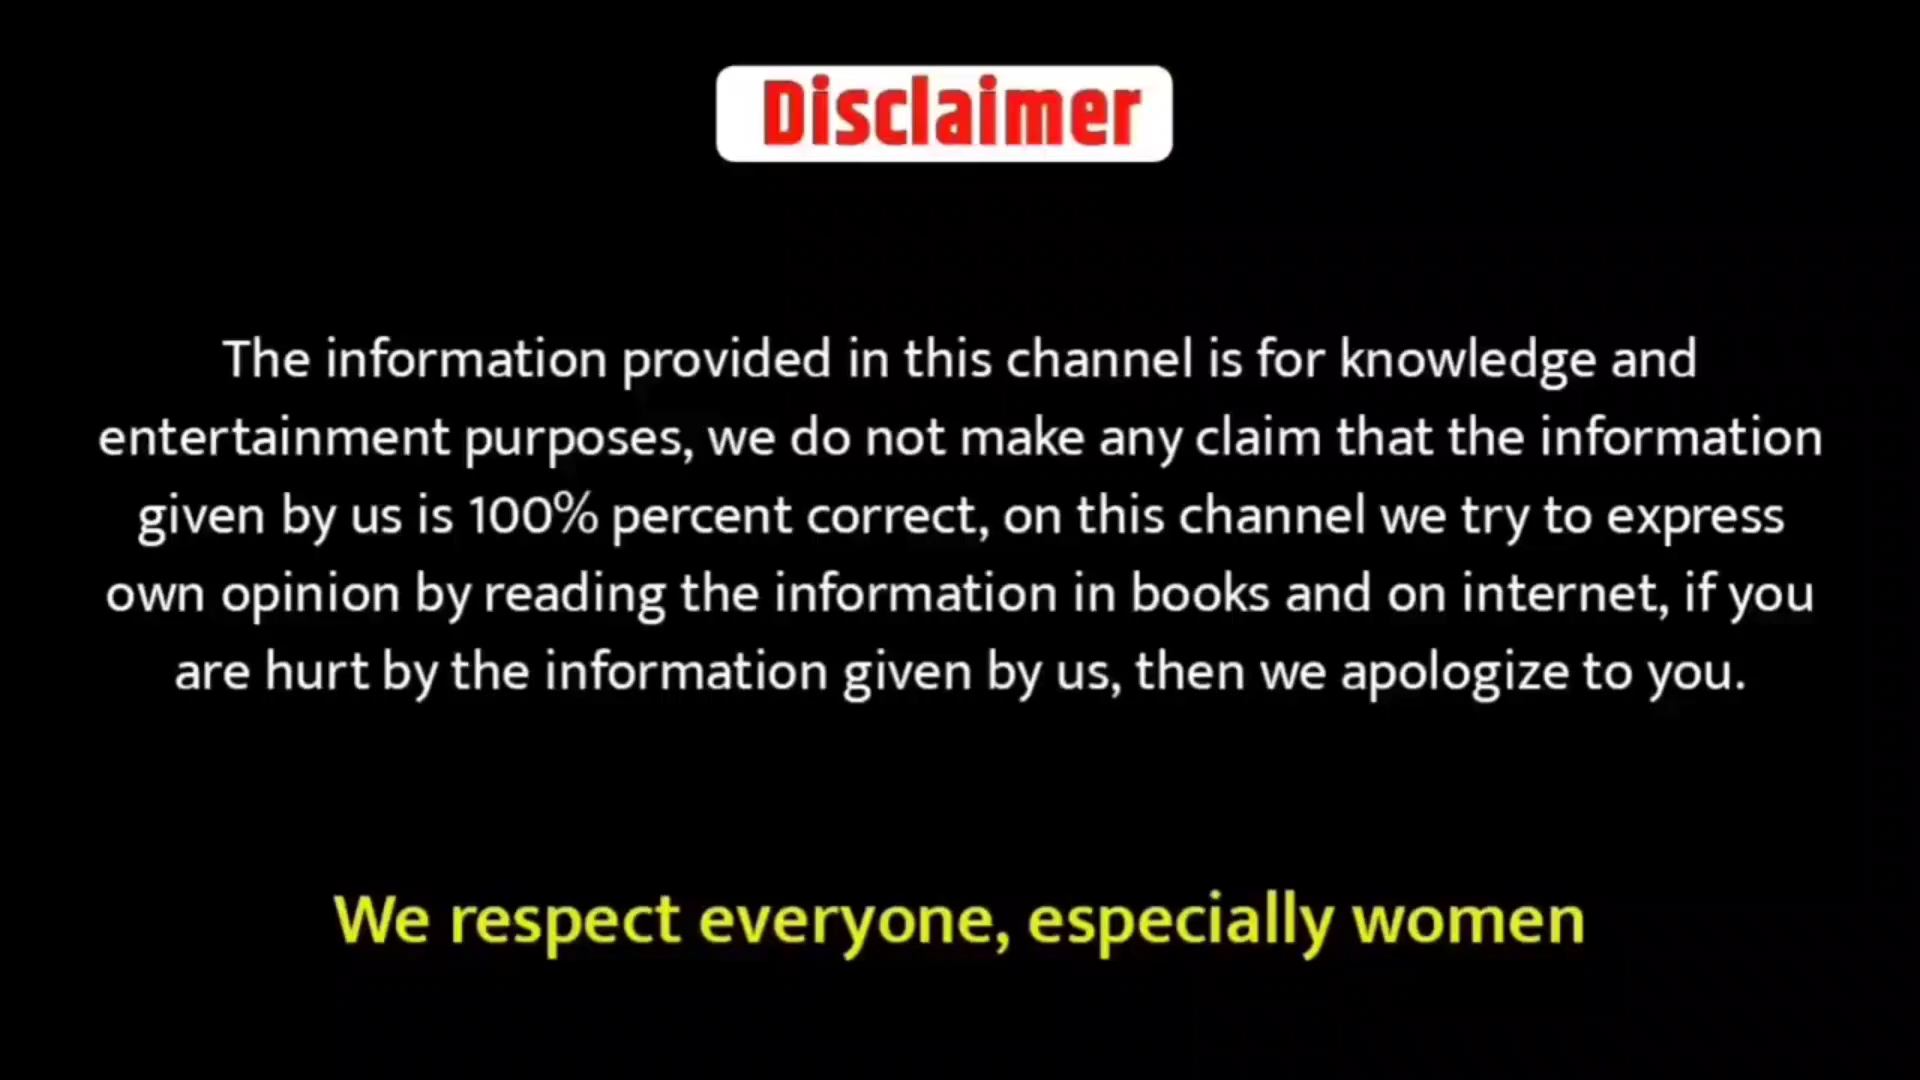 Disclaimer
The information provided in this channel is for knowledge and
entertainment purposes, we do not make any claim that the information
given by us is 100% percent correct, on this channel we try to express
own opinion by reading the information in books and on internet, if you
are hurt by the information given by us, then we apologize to you.
We respect everyone, especially women